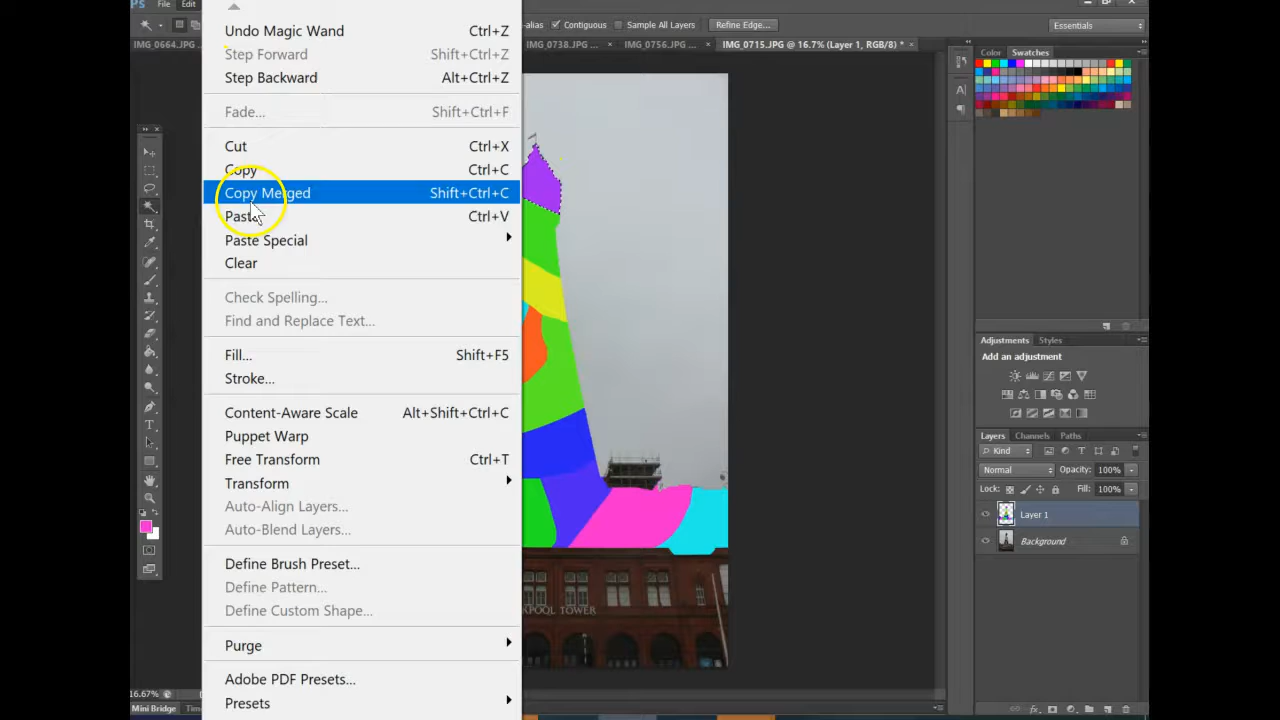 Ps File Edit
alias Contiguous Sample All Layers Refine Edge... Essentials
IMG_0664.JPG ... IMG_0738.JPG ... × IMG_0756.JPG ... × IMG_0715.JPG @ 16.7% (Layer 1, RGB/8) * ×
Undo Magic Wand Ctrl+Z
Step Forward Shift+Ctrl+Z
Step Backward Alt+Ctrl+Z
Fade... Shift+Ctrl+F
Cut Ctrl+X
Copy Ctrl+C
Copy Merged Shift+Ctrl+C
Paste Ctrl+V
Paste Special
Clear
Check Spelling...
Find and Replace Text...
Fill... Shift+F5
Stroke...
Content-Aware Scale Alt+Shift+Ctrl+C
Puppet Warp
Free Transform Ctrl+T
Transform
Auto-Align Layers...
Auto-Blend Layers...
Define Brush Preset...
Define Pattern...
Define Custom Shape...
Purge
Adobe PDF Presets...
Presets
KPOOL TOWER
16.67%
Mini Bridge Time
Color Swatches
Adjustments Styles
Add an adjustment
Layers Channels Paths
Kind
Normal Opacity: 100%
Lock: Fill: 100%
Layer 1
Background